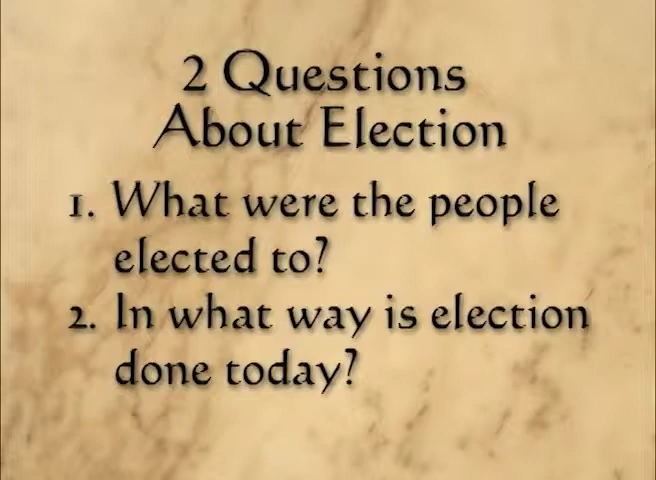 2 Questions
About Election
1. What were the people
elected to?
2. In what way is election
done today?